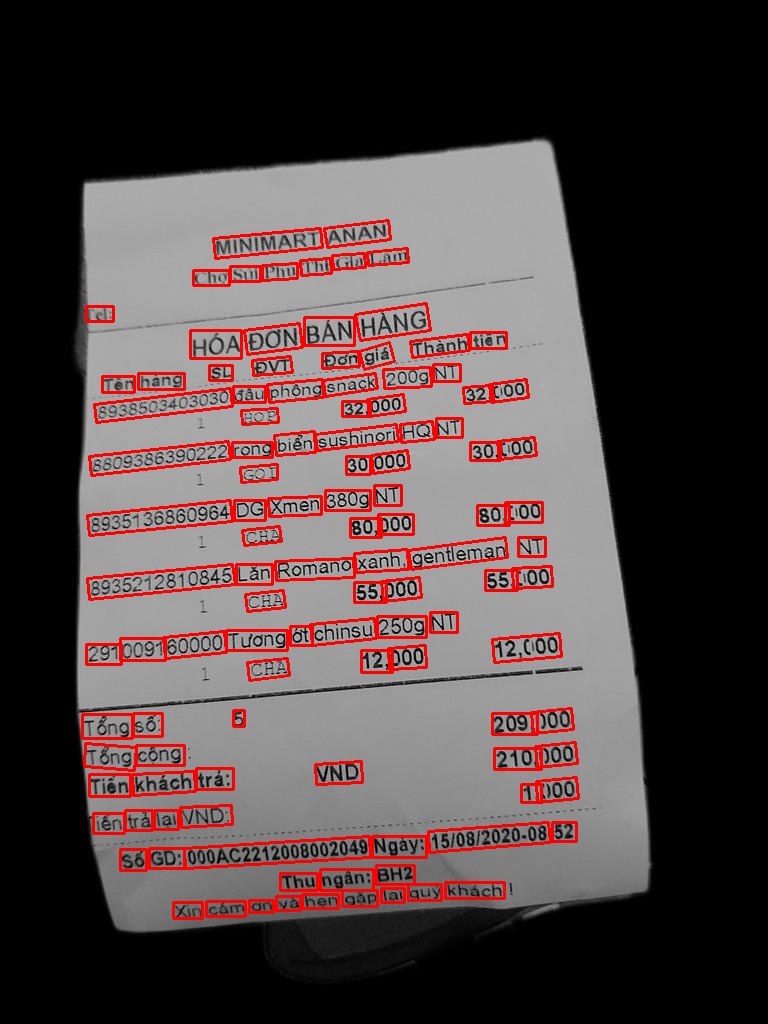 MINIMART ANAN
Chợ Sủi Phú Thị Gia Lâm
Tel:
HÓA ĐƠN BÁN HÀNG
Tên hàng SL ĐVT Đơn giá Thành tiền
8938503403030 đậu phộng snack 200g NT
1 HOP 32,000 32,000
8809386390222 rong biển sushinori HQ NT
1 GOI 30,000 30,000
8935136860964 DG Xmen 380g NT
1 CHA 80,000 80,000
8935212810845 Lăn Romano xanh, gentleman NT
1 CHA 55,000 55,000
291009160000 Tương ớt chinsu 250g NT
1 CHA 12,000 12,000
Tổng số: 5 209,000
Tổng cộng : 210,000
Tiền khách trả: VND 1,000
Tiền trả lại VND:
Số GD: 000AC2212008002049 Ngày: 15/08/2020-08 52
Thu ngân: BH2
Xin cảm ơn và hẹn gặp lại quý khách !